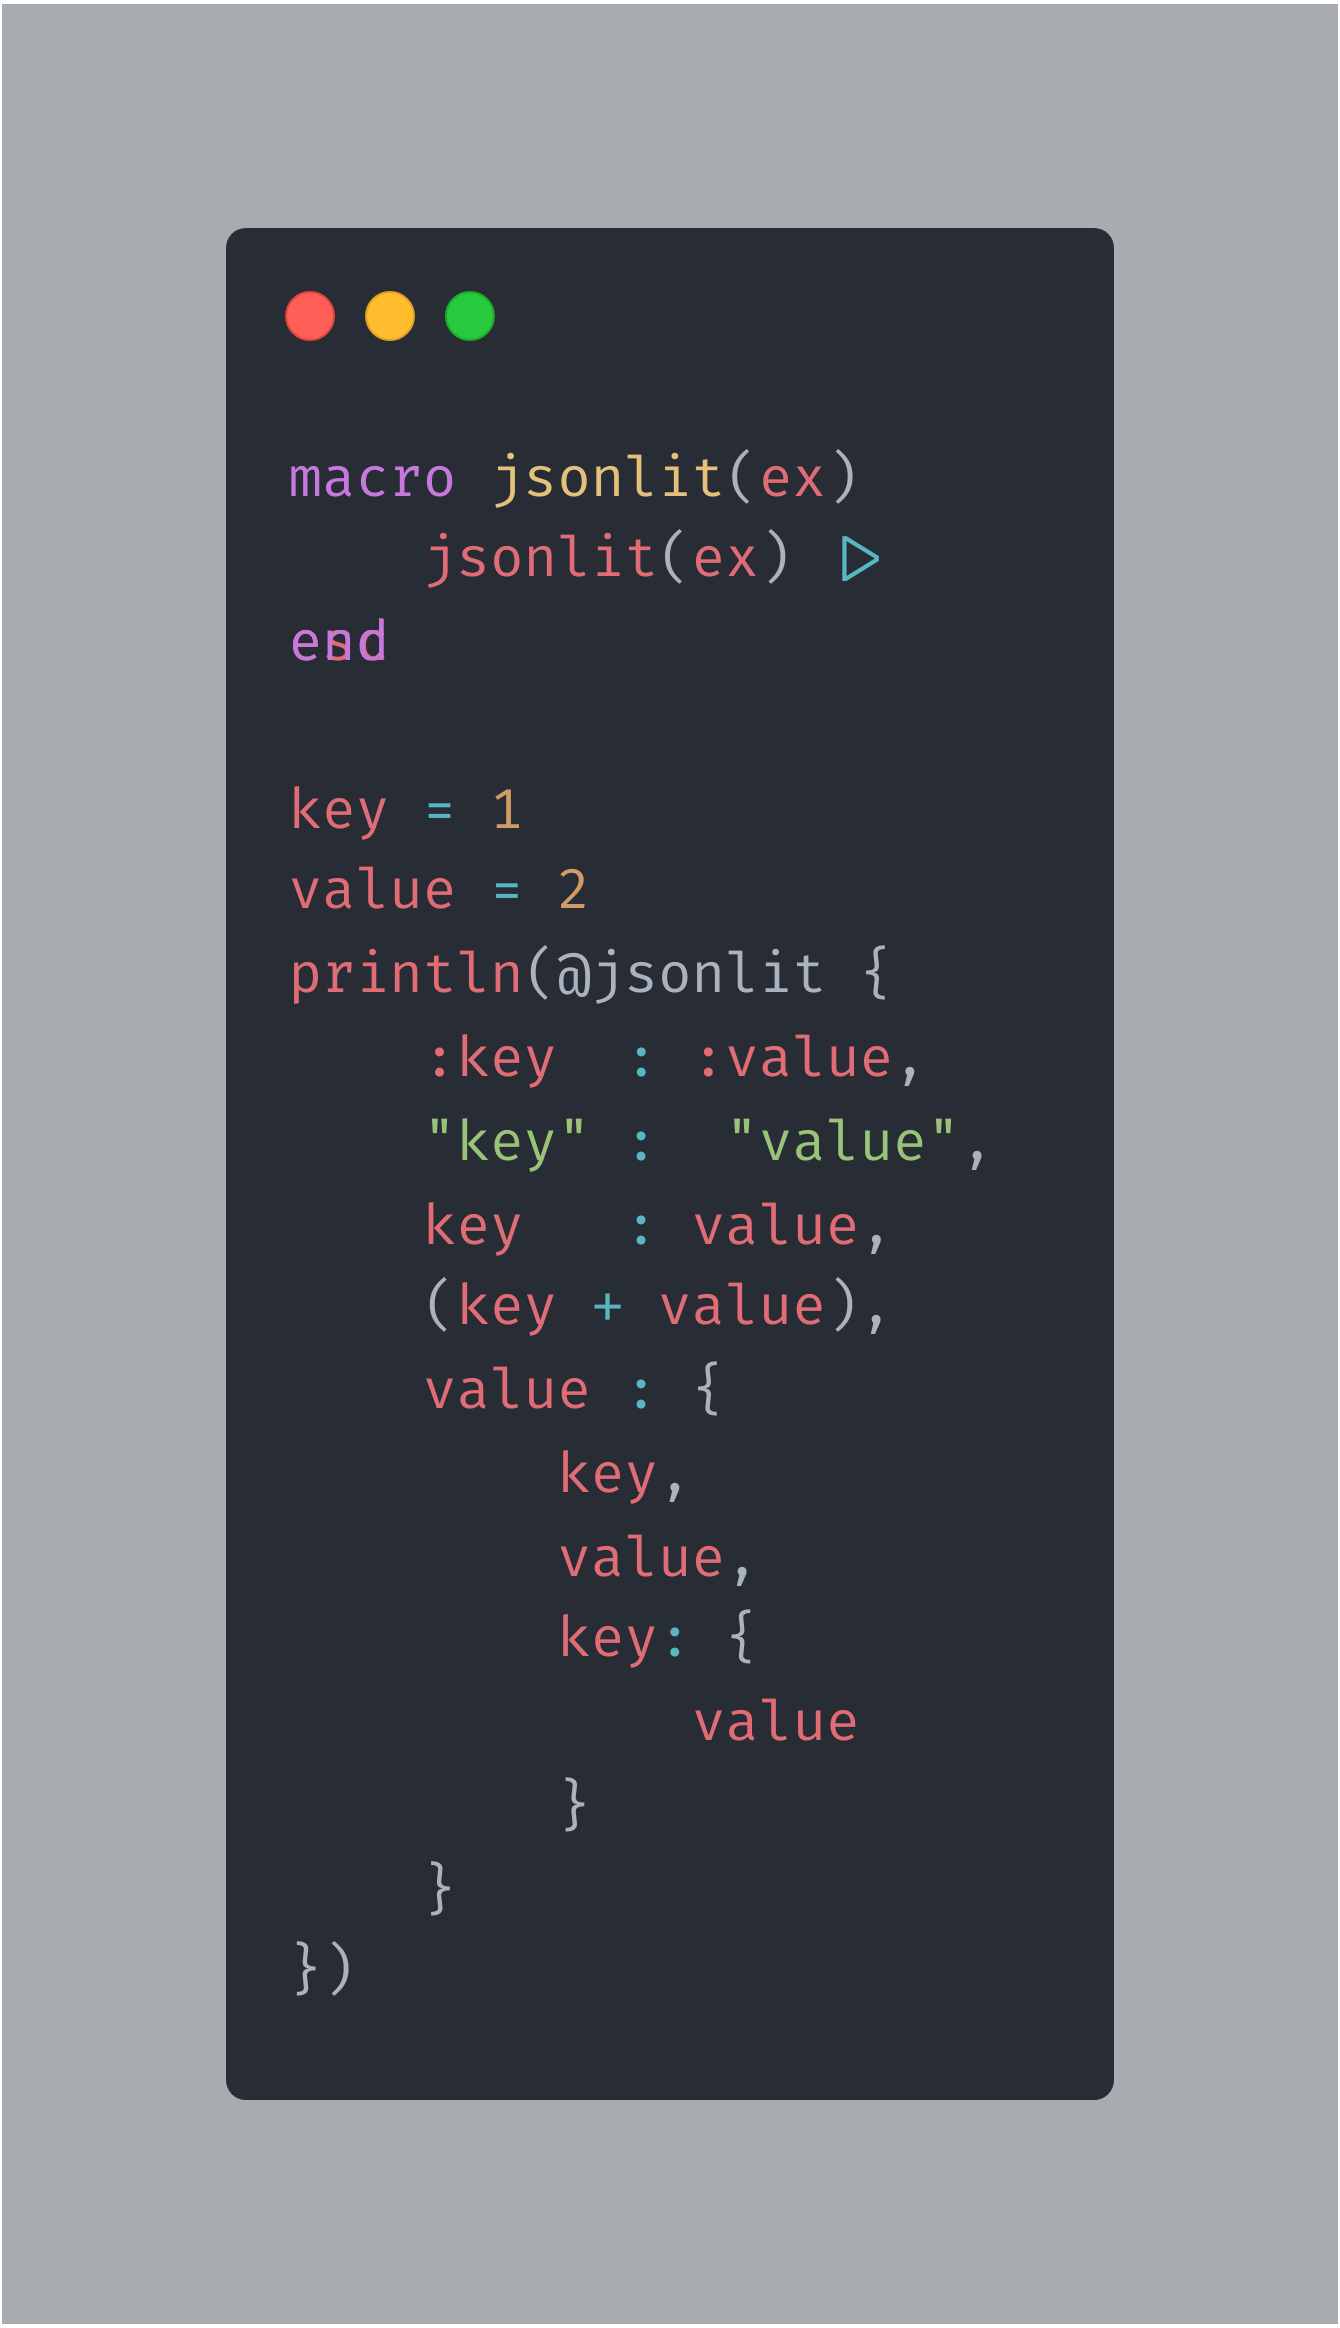 macro jsonlit(ex)
    jsonlit(ex) |>
end

key = 1
value = 2
println(@jsonlit {
    :key  : :value,
    "key" :  "value",
    key   : value,
    (key + value),
    value : {
        key,
        value,
        key: {
            value
        }
    }
})